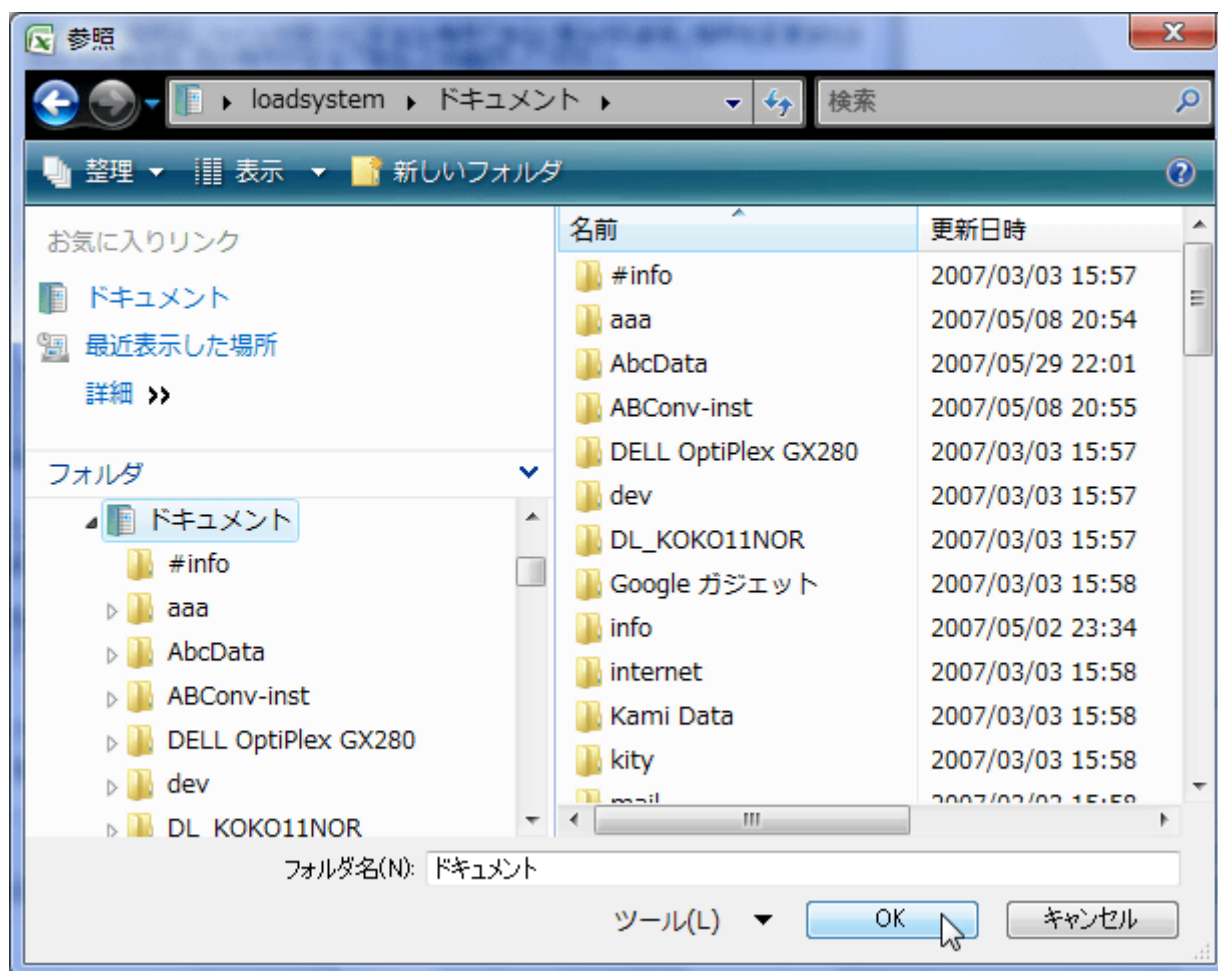 参照
loadsystem ドキュメント 検索
整理 表示 新しいフォルダ
お気に入りリンク
ドキュメント
最近表示した場所
詳細 >>
フォルダ
ドキュメント
#info
aaa
AbcData
ABConv-inst
DELL OptiPlex GX280
dev
DL_KOKO11NOR
名前 更新日時
#info 2007/03/03 15:57
aaa 2007/05/08 20:54
AbcData 2007/05/29 22:01
ABConv-inst 2007/05/08 20:55
DELL OptiPlex GX280 2007/03/03 15:57
dev 2007/03/03 15:57
DL_KOKO11NOR 2007/03/03 15:57
Google ガジェット 2007/03/03 15:58
info 2007/05/02 23:34
internet 2007/03/03 15:58
Kami Data 2007/03/03 15:58
kity 2007/03/03 15:58
mail 2007/03/03 15:58
フォルダ名(N): ドキュメント
ツール(L) OK キャンセル